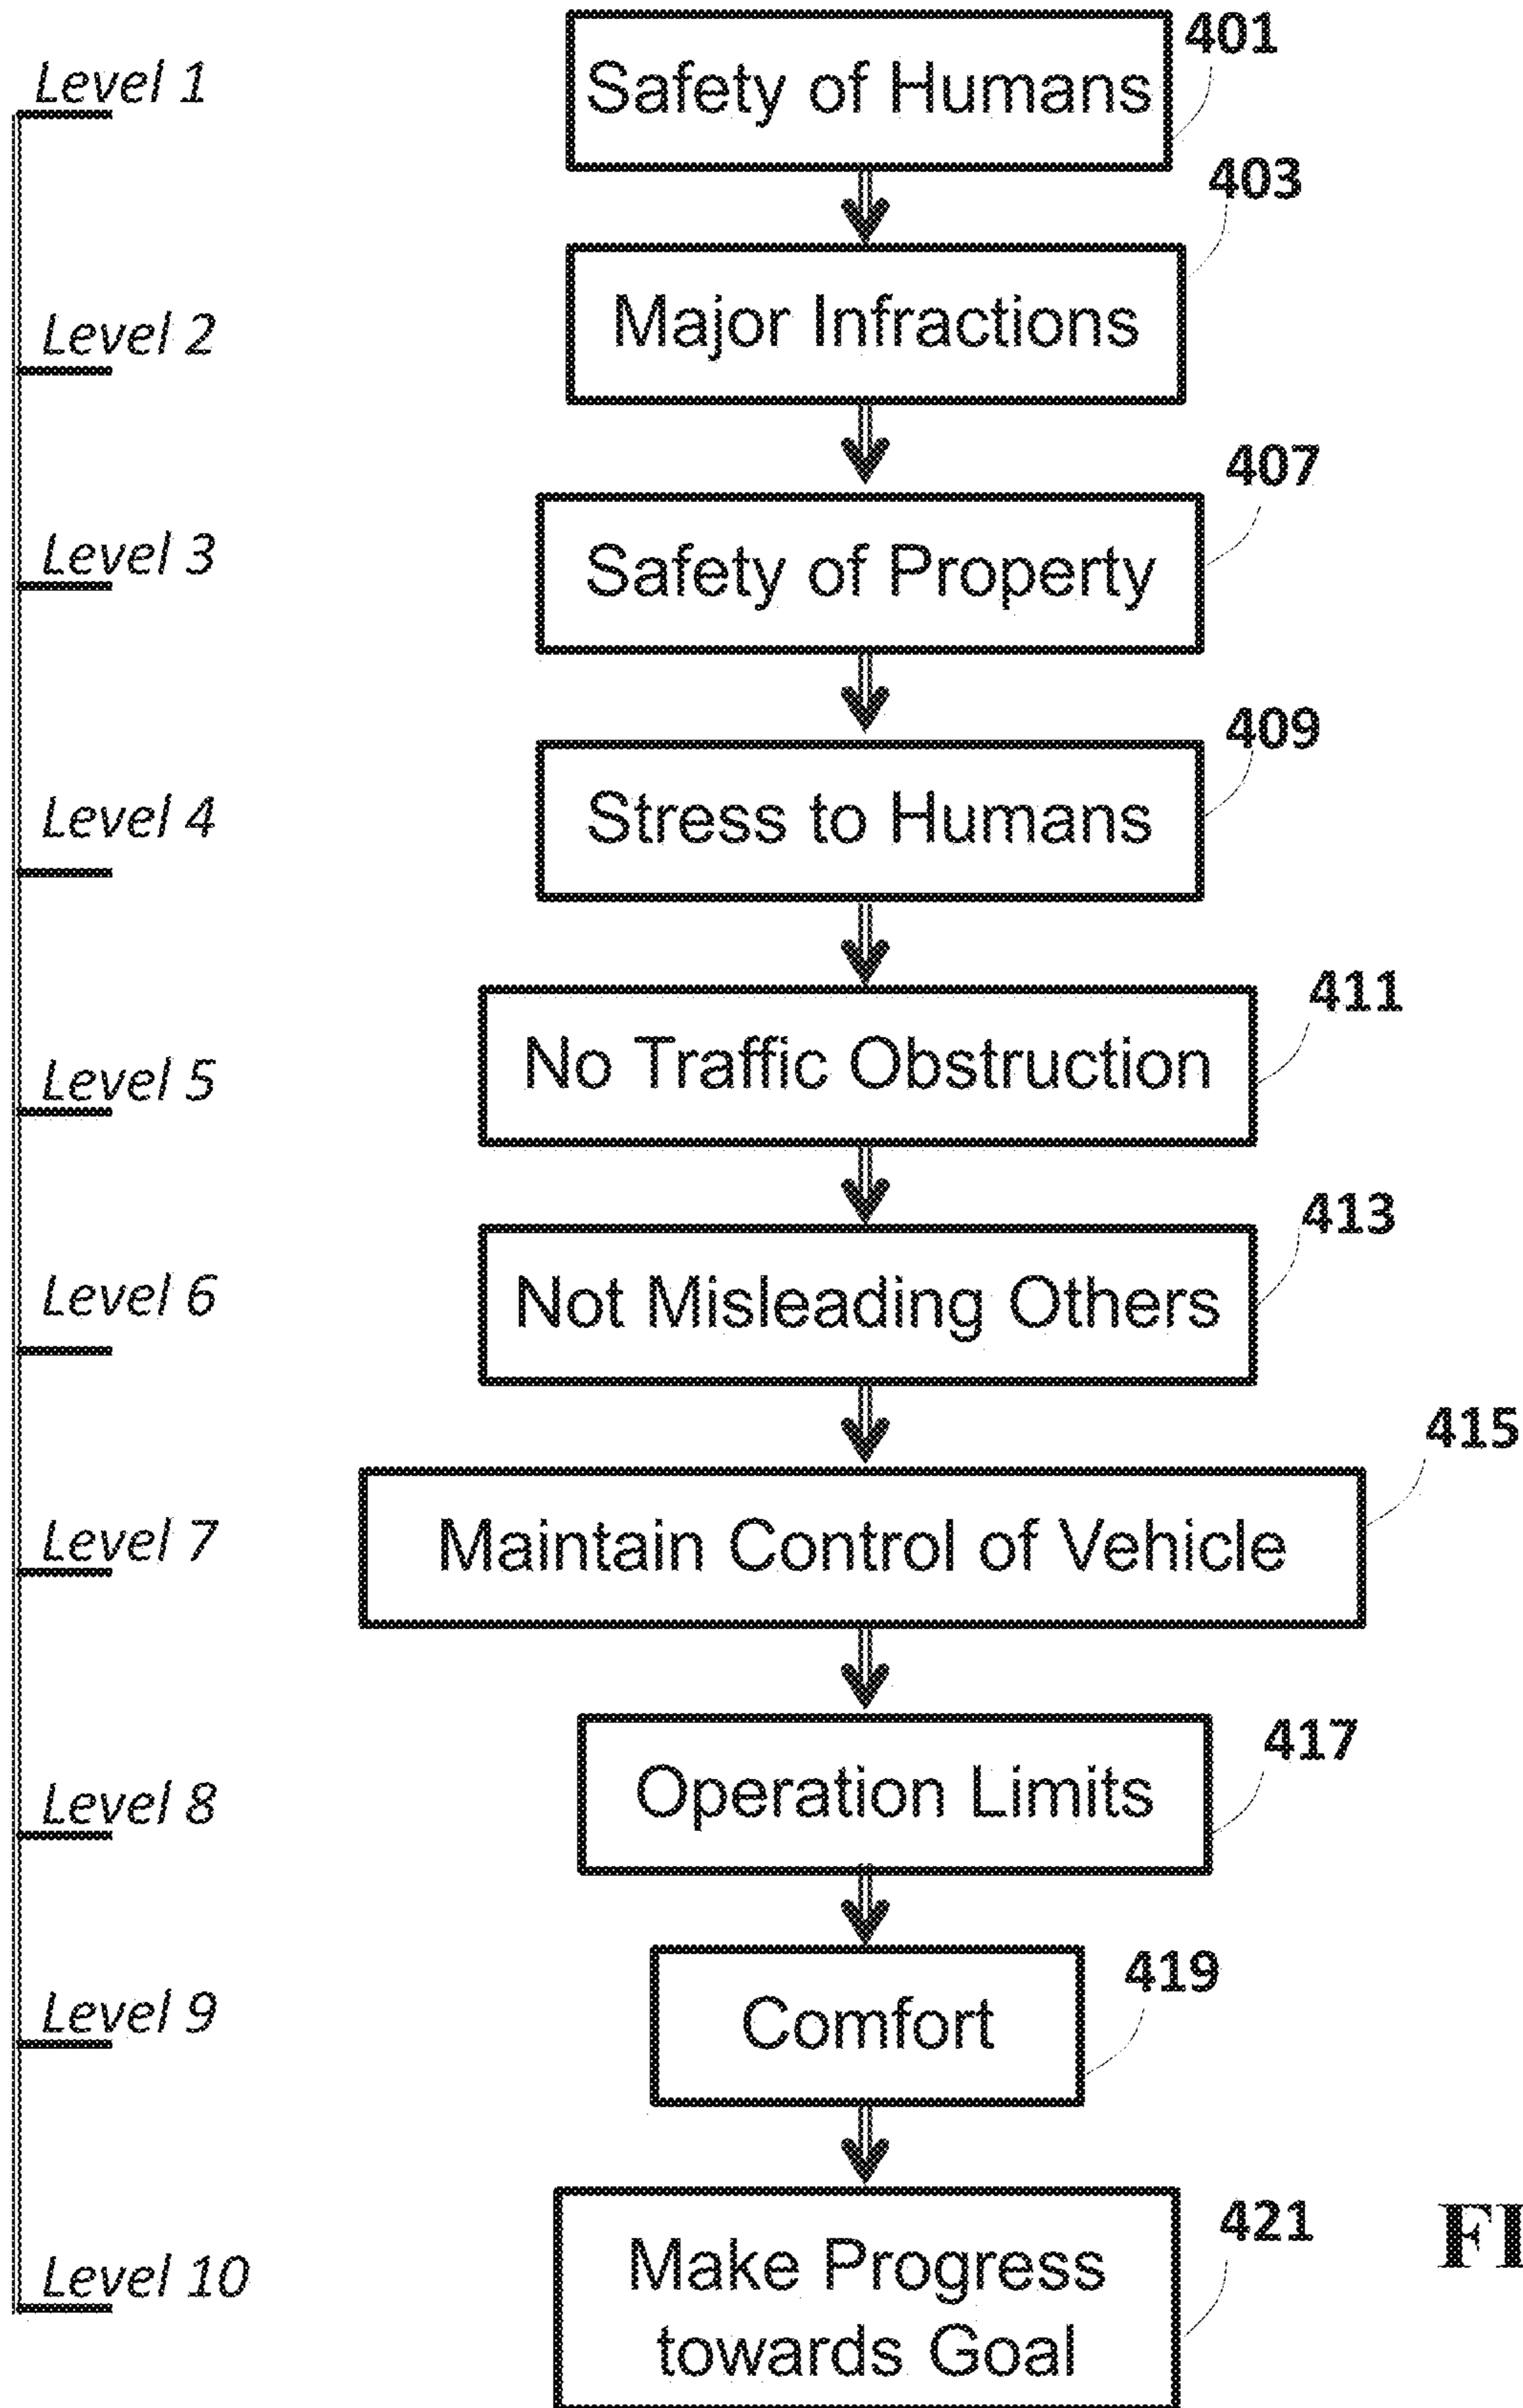 Level 1
Safety of Humans
401
403
Level 2
Major Infractions
407
Level 3
Safety of Property
409
Level 4
Stress to Humans
411
Level 5
No Traffic Obstruction
413
Level 6
Not Misleading Others
415
Level 7
Maintain Control of Vehicle
417
Level 8
Operation Limits
419
Level 9
Comfort
421
FI
Level 10
Make Progress
towards Goal